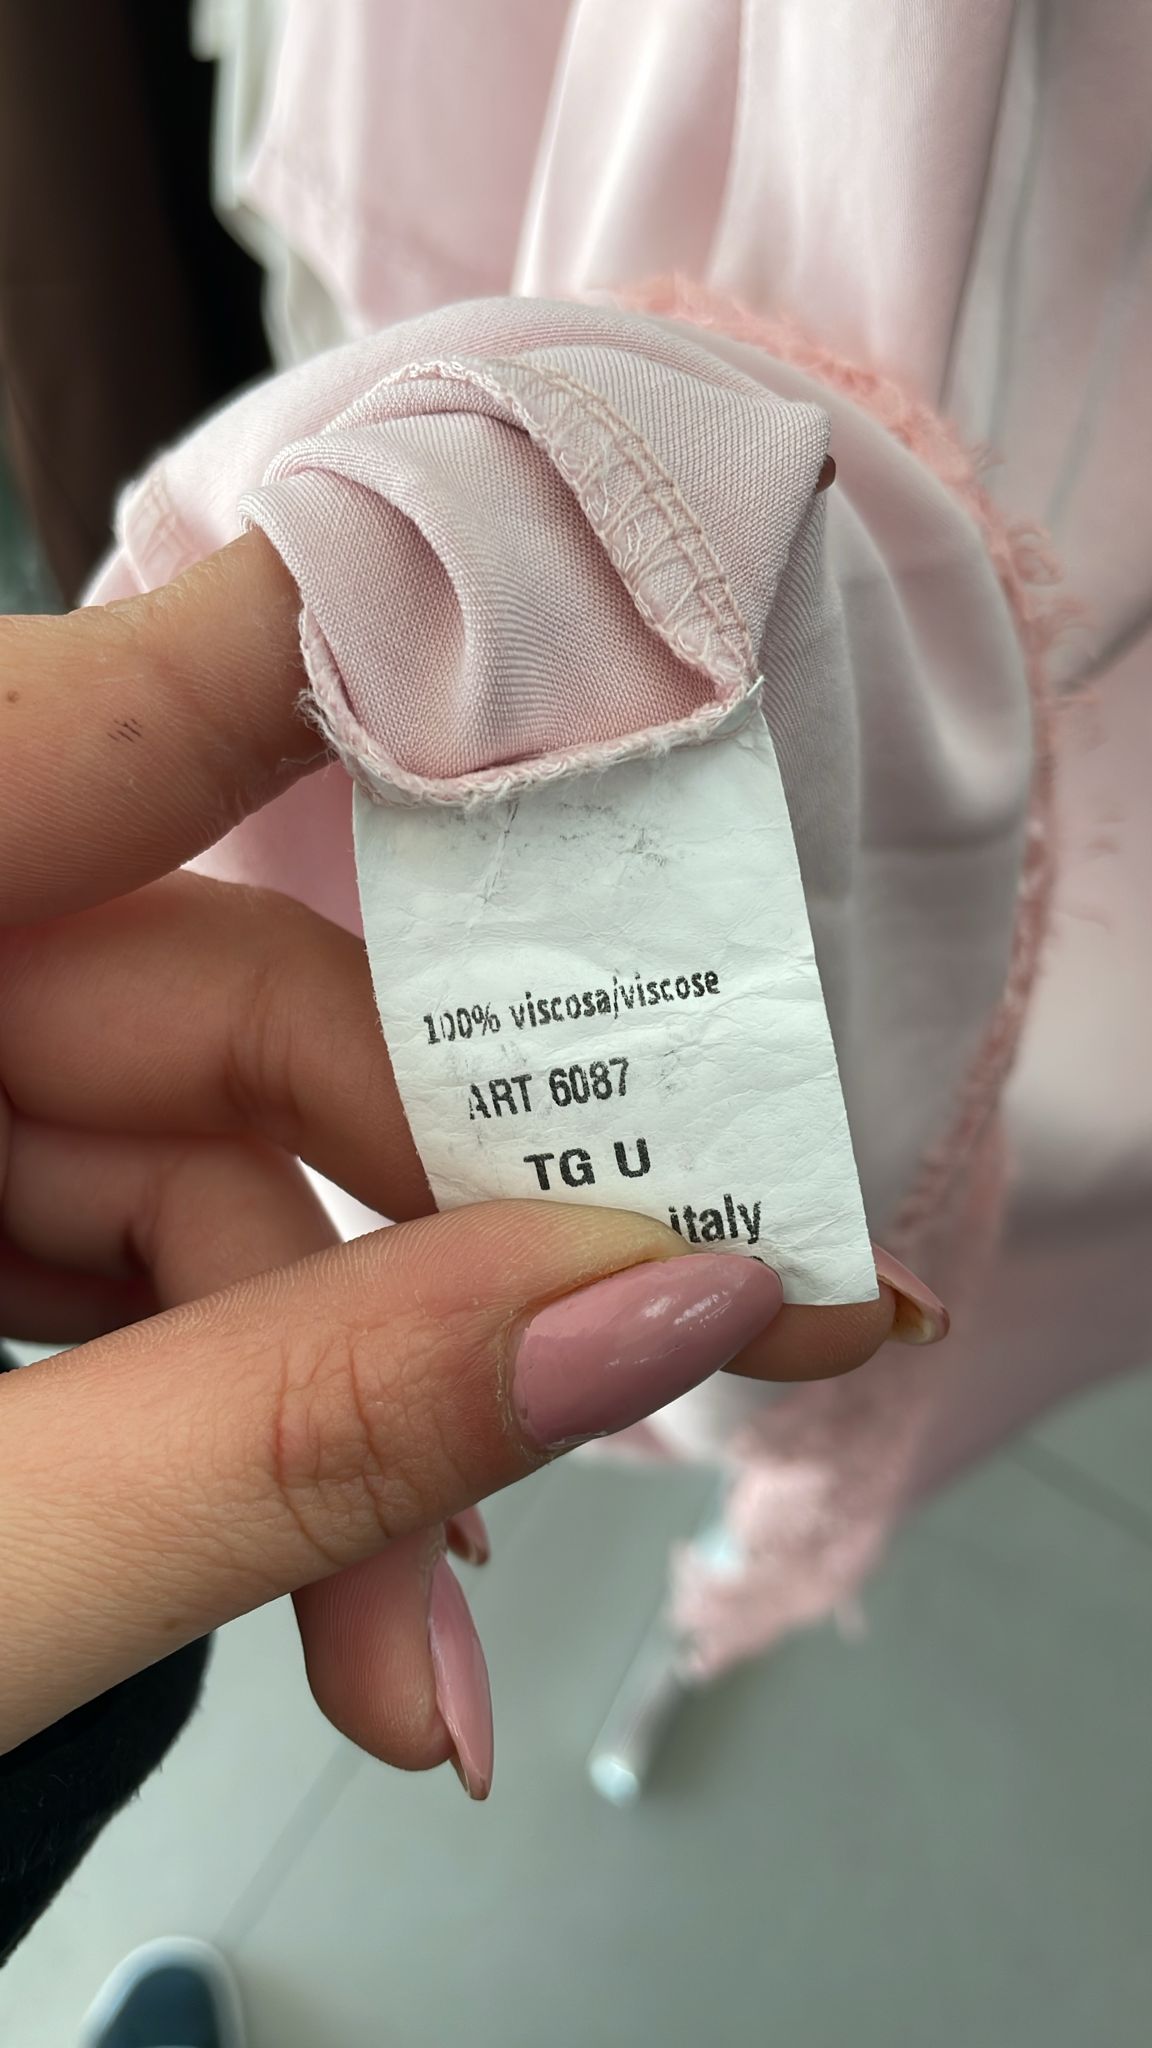 100% viscosa/viscose
ART 6087
TG U
italy